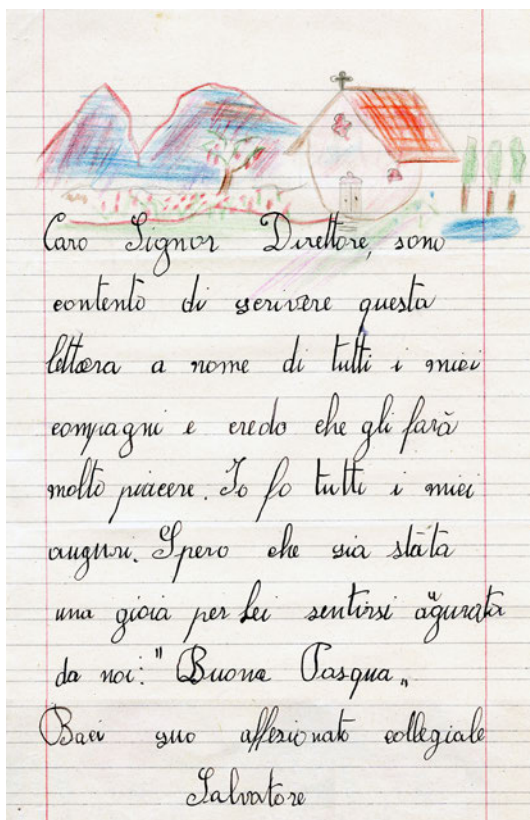 Caro Signor Direttore, sono
contento di scrivere questa
lettera a nome di tutti i miei
compagni e credo che gli farà
molto piacere. Io fo tutti i miei
auguri. Spero che sia stata
una gioia per lei sentirsi agurata
da noi: "Buona Pasqua„
Baci suo affezionato collegiale
Salvatore